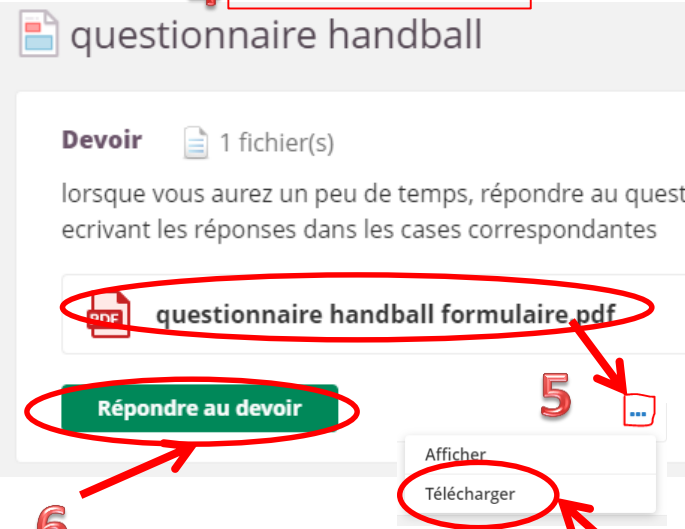 questionnaire handball
Devoir
1 fichier(s)
lorsque vous aurez un peu de temps, répondre au quest
ecrivant les réponses dans les cases correspondantes
PDF
questionnaire handball formulaire.pdf
5
...
Répondre au devoir
Afficher
Télécharger
6